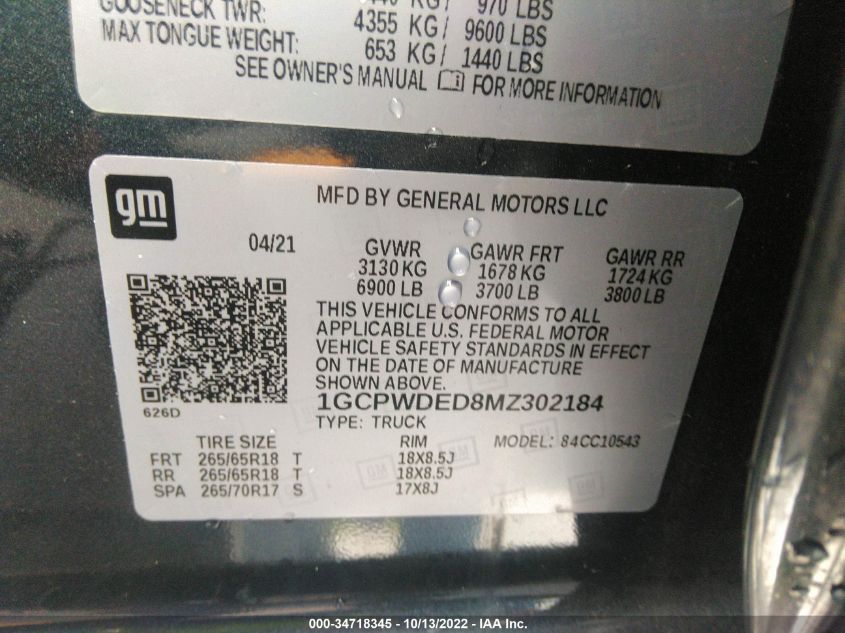 GOOSENECK TWR: 970 LBS
4355 KG/ 9600 LBS
MAX TONGUE WEIGHT: 653 KG/ 1440 LBS
SEE OWNER'S MANUAL FOR MORE INFORMATION
gm
MFD BY GENERAL MOTORS LLC
04/21 GVWR GAWR FRT GAWR RR
3130 KG 1678 KG 1724 KG
6900 LB 3700 LB 3800 LB
THIS VEHICLE CONFORMS TO ALL
APPLICABLE U.S. FEDERAL MOTOR
VEHICLE SAFETY STANDARDS IN EFFECT
ON THE DATE OF MANUFACTURE
SHOWN ABOVE.
626D
1GCPWDED8MZ302184
TYPE: TRUCK
TIRE SIZE RIM MODEL: 84CC10543
FRT 265/65R18 T 18X8.5J
RR 265/65R18 T 18X8.5J
SPA 265/70R17 S 17X8J
000-34718345 - 10/13/2022 - IAA Inc.